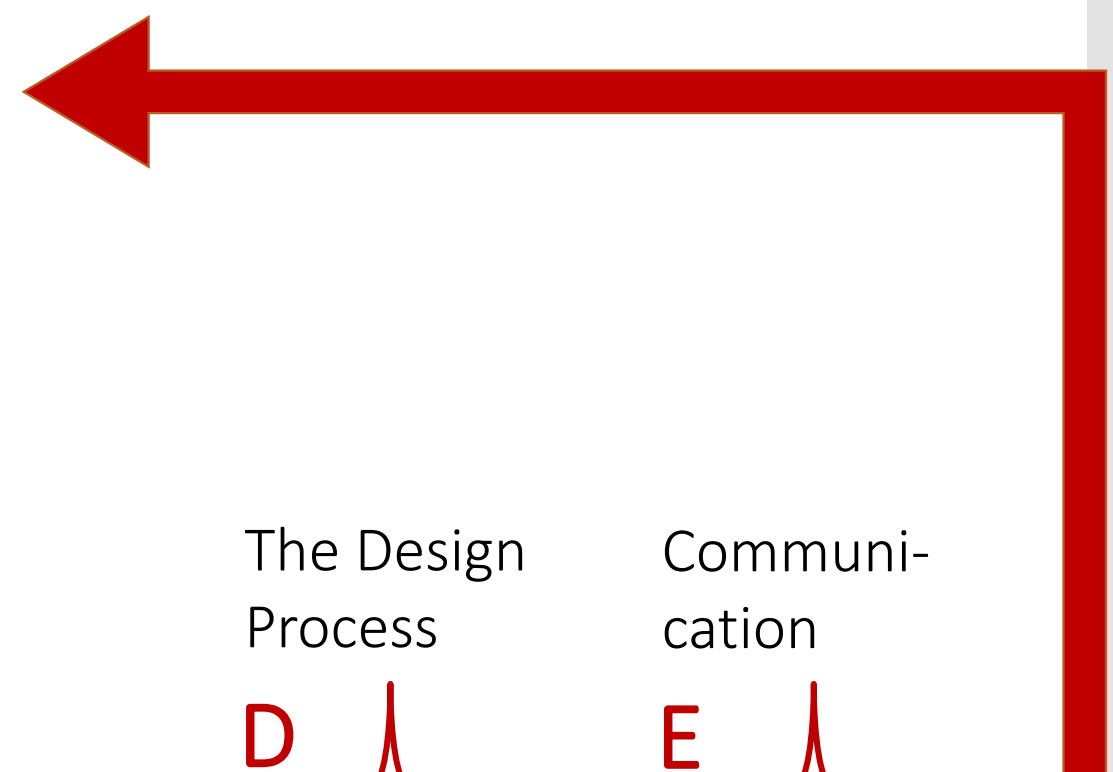 The Design
Process
Communi-
cation
D
E